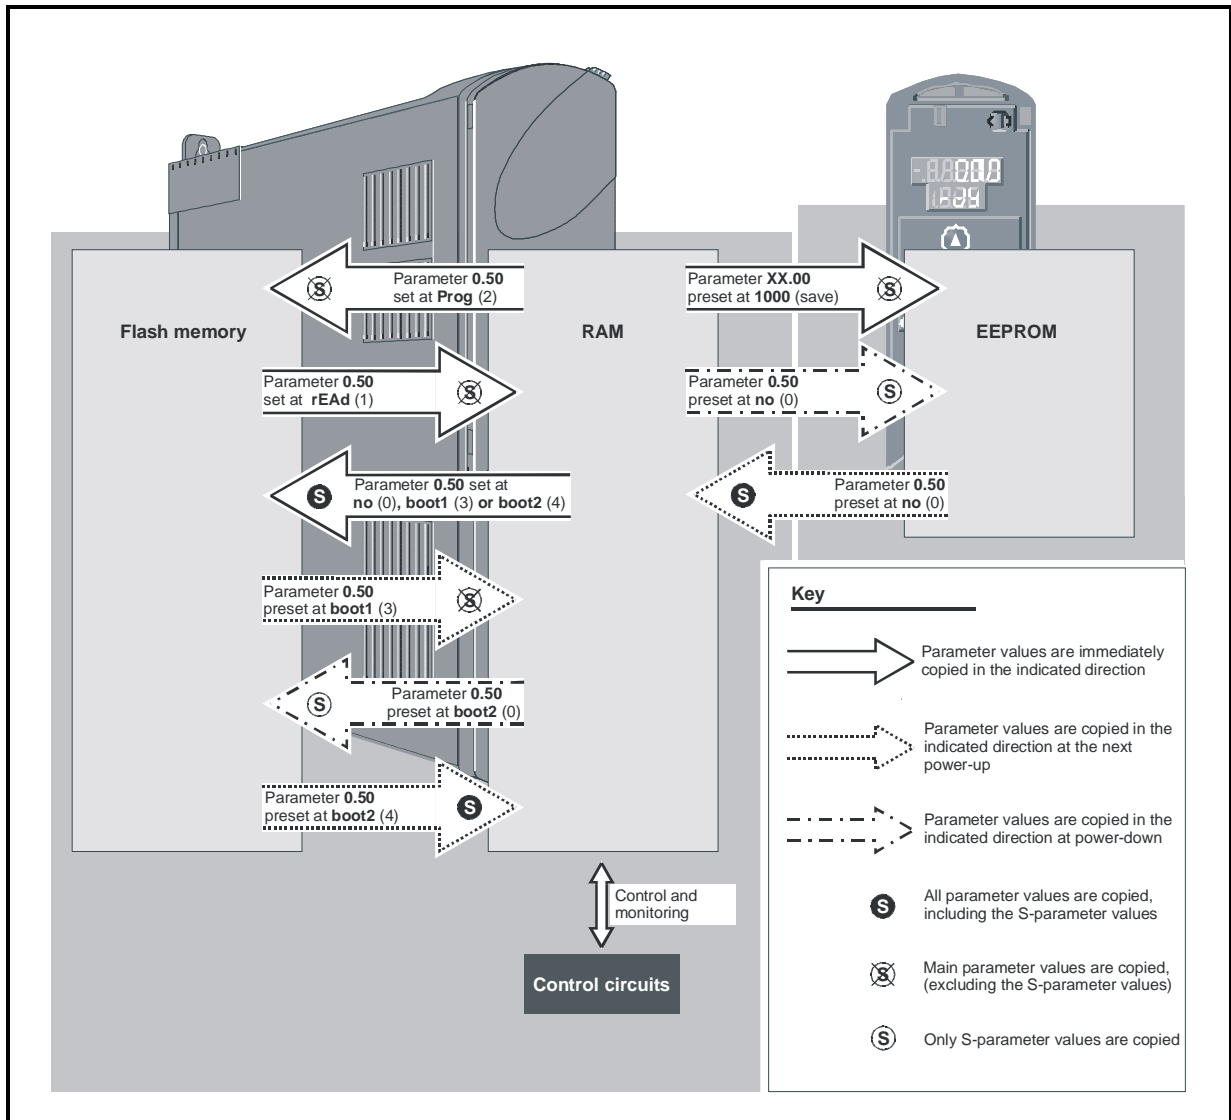 Parameter 0.50
set at Prog (2)
S
Parameter XX.00
preset at 1000 (save)
S
Flash memory
RAM
EEPROM
Parameter 0.50
set at rEAd (1)
S
Parameter 0.50
preset at no (0)
S
S
Parameter 0.50 set at
no (0), boot1 (3) or boot2 (4)
S
Parameter 0.50
preset at no (0)
Parameter 0.50
preset at boot1 (3)
S
S
Parameter 0.50
preset at boot2 (0)
Parameter 0.50
preset at boot2 (4)
S
Control and
monitoring
Control circuits
Key
Parameter values are immediately
copied in the indicated direction
Parameter values are copied in the
indicated direction at the next
power-up
Parameter values are copied in the
indicated direction at power-down
S
All parameter values are copied,
including the S-parameter values
S
Main parameter values are copied,
(excluding the S-parameter values)
S
Only S-parameter values are copied